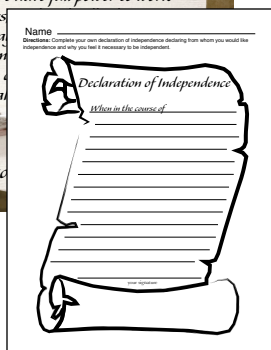 Name
Directions: Complete your own declaration of independence declaring from whom you would like
independence and why you feel it necessary to be independent.
Declaration of Independence
When in the course of
your signature